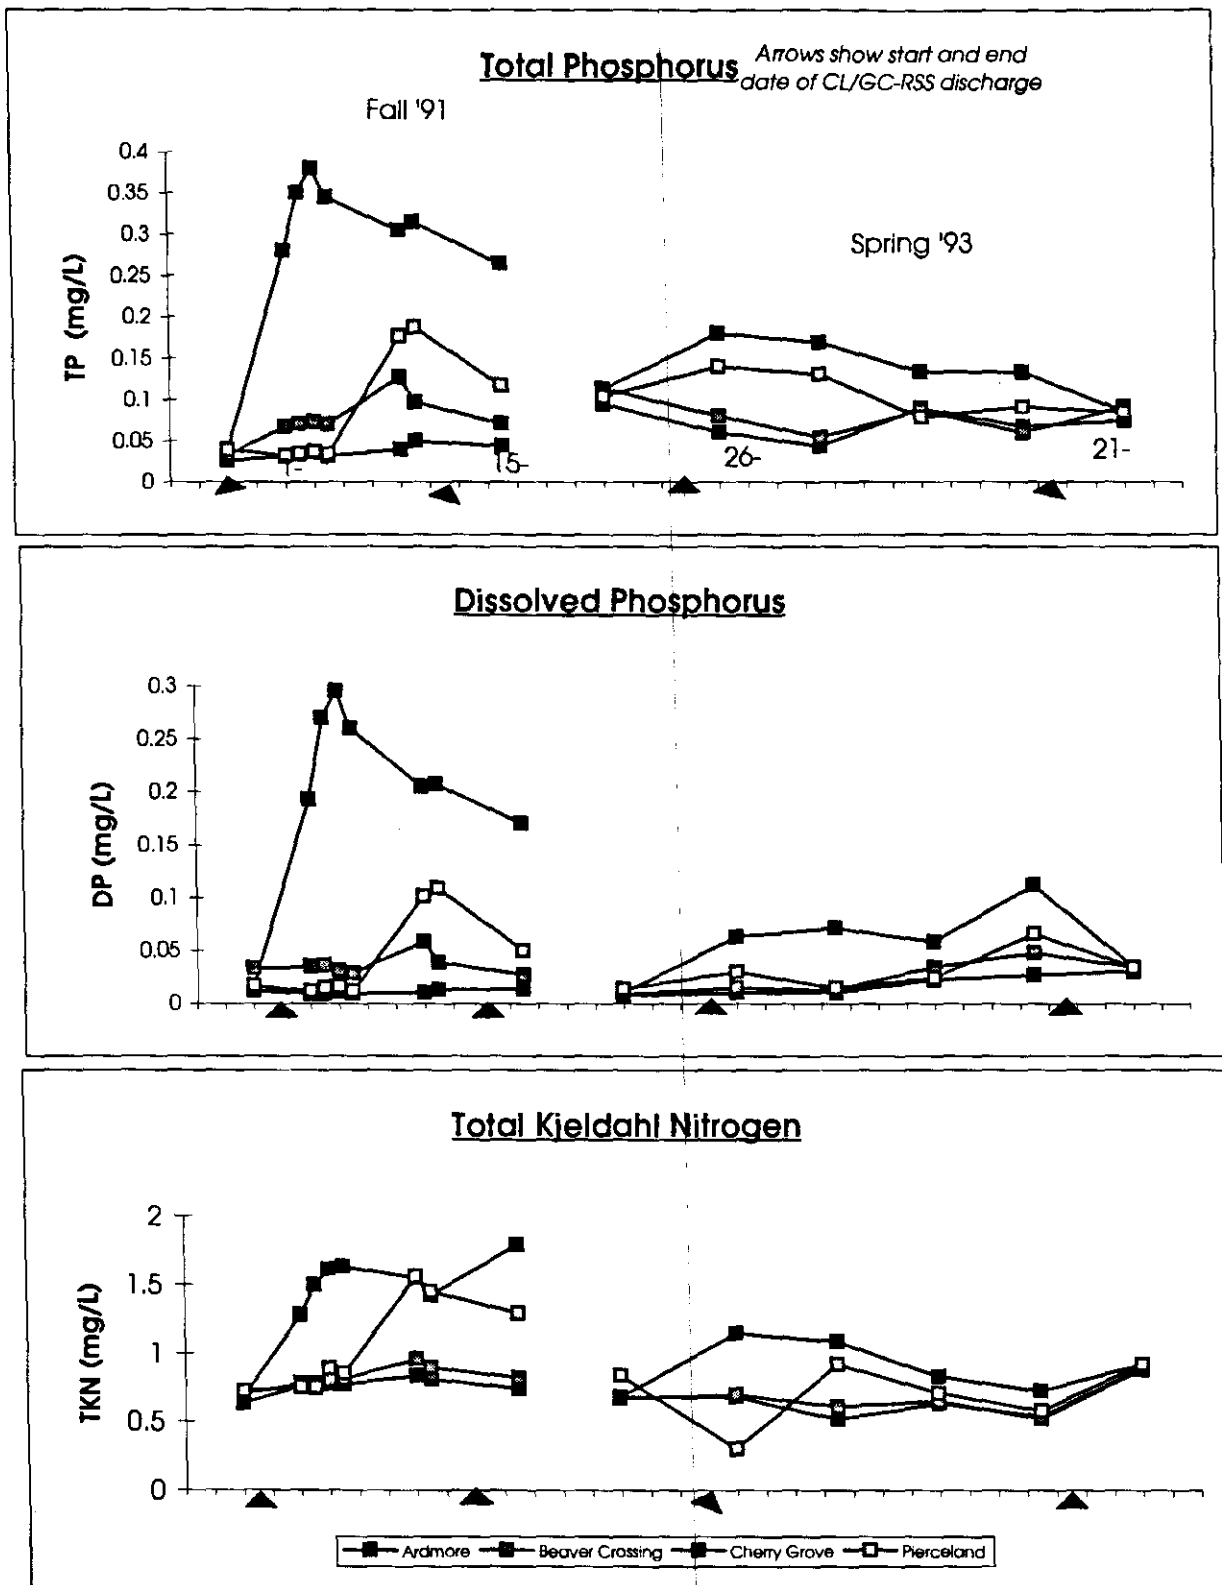 Total Phosphorus
Arrows show start and end
date of CL/GC-RSS discharge
Fall '91
Spring '93
TP (mg/L)
0.4
0.35
0.3
0.25
0.2
0.15
0.1
0.05
0
1-
15-
26-
21-
Dissolved Phosphorus
DP (mg/L)
0.3
0.25
0.2
0.15
0.1
0.05
0
Total Kjeldahl Nitrogen
TKN (mg/L)
2
1.5
1
0.5
0
Ardmore Beaver Crossing Cherry Grove Pierceland